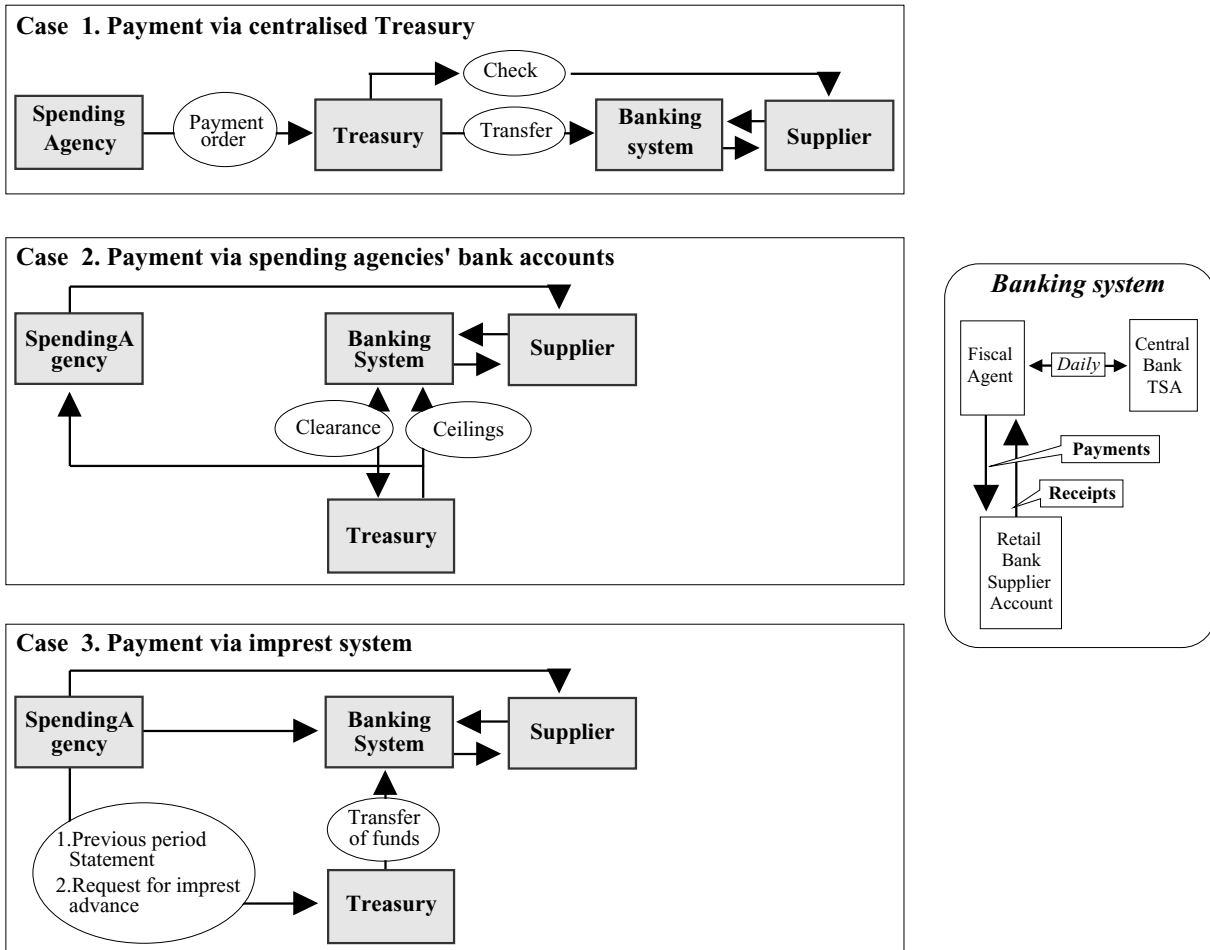 Case 1. Payment via centralised Treasury
Check
Spending
Agency
Payment
order
Treasury
Transfer
Banking
system
Supplier
Case 2. Payment via spending agencies' bank accounts
SpendingA
gency
Banking
System
Supplier
Clearance
Ceilings
Treasury
Case 3. Payment via imprest system
SpendingA
gency
Banking
System
Supplier
1.Previous period
Statement
2.Request for imprest
advance
Transfer
of funds
Treasury
Banking system
Fiscal
Agent
Daily
Central
Bank
TSA
Payments
Receipts
Retail
Bank
Supplier
Account